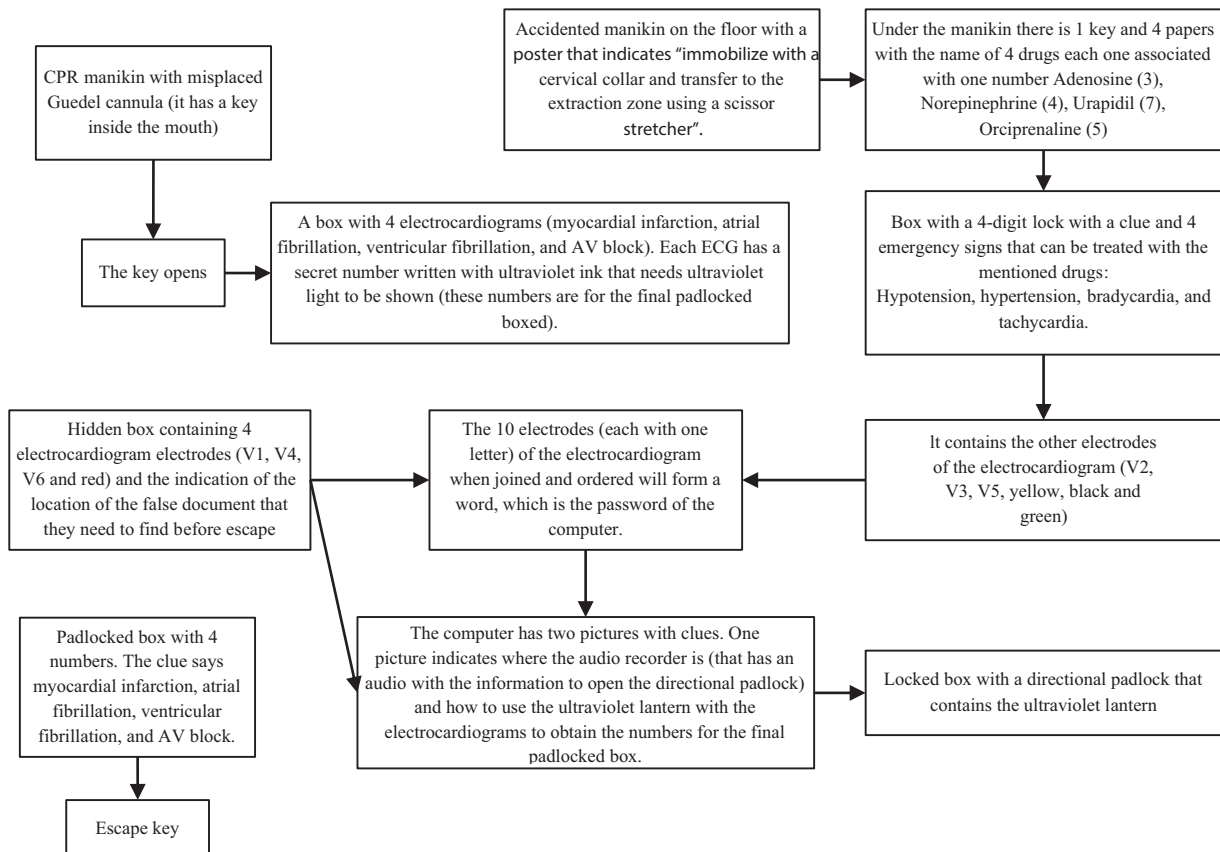 CPR manikin with misplaced
Guedel cannula (it has a key
inside the mouth)
Accidented manikin on the floor with a
poster that indicates “immobilize with a
cervical collar and transfer to the
extraction zone using a scissor
stretcher”.
Under the manikin there is 1 key and 4 papers
with the name of 4 drugs each one associated
with one number Adenosine (3),
Norepinephrine (4), Urapidil (7),
Orciprenaline (5)
The key opens
A box with 4 electrocardiograms (myocardial infarction, atrial
fibrillation, ventricular fibrillation, and AV block). Each ECG has a
secret number written with ultraviolet ink that needs ultraviolet
light to be shown (these numbers are for the final padlocked
boxed).
Box with a 4-digit lock with a clue and 4
emergency signs that can be treated with the
mentioned drugs:
Hypotension, hypertension, bradycardia, and
tachycardia.
Hidden box containing 4
electrocardiogram electrodes (V1, V4,
V6 and red) and the indication of the
location of the false document that
they need to find before escape
The 10 electrodes (each with one
letter) of the electrocardiogram
when joined and ordered will form a
word, which is the password of the
computer.
It contains the other electrodes
of the electrocardiogram (V2,
V3, V5, yellow, black and
green)
Padlocked box with 4
numbers. The clue says
myocardial infarction, atrial
fibrillation, ventricular
fibrillation, and AV block.
The computer has two pictures with clues. One
picture indicates where the audio recorder is (that has an
audio with the information to open the directional padlock)
and how to use the ultraviolet lantern with the
electrocardiograms to obtain the numbers for the final
padlocked box.
Locked box with a directional padlock that
contains the ultraviolet lantern
Escape key